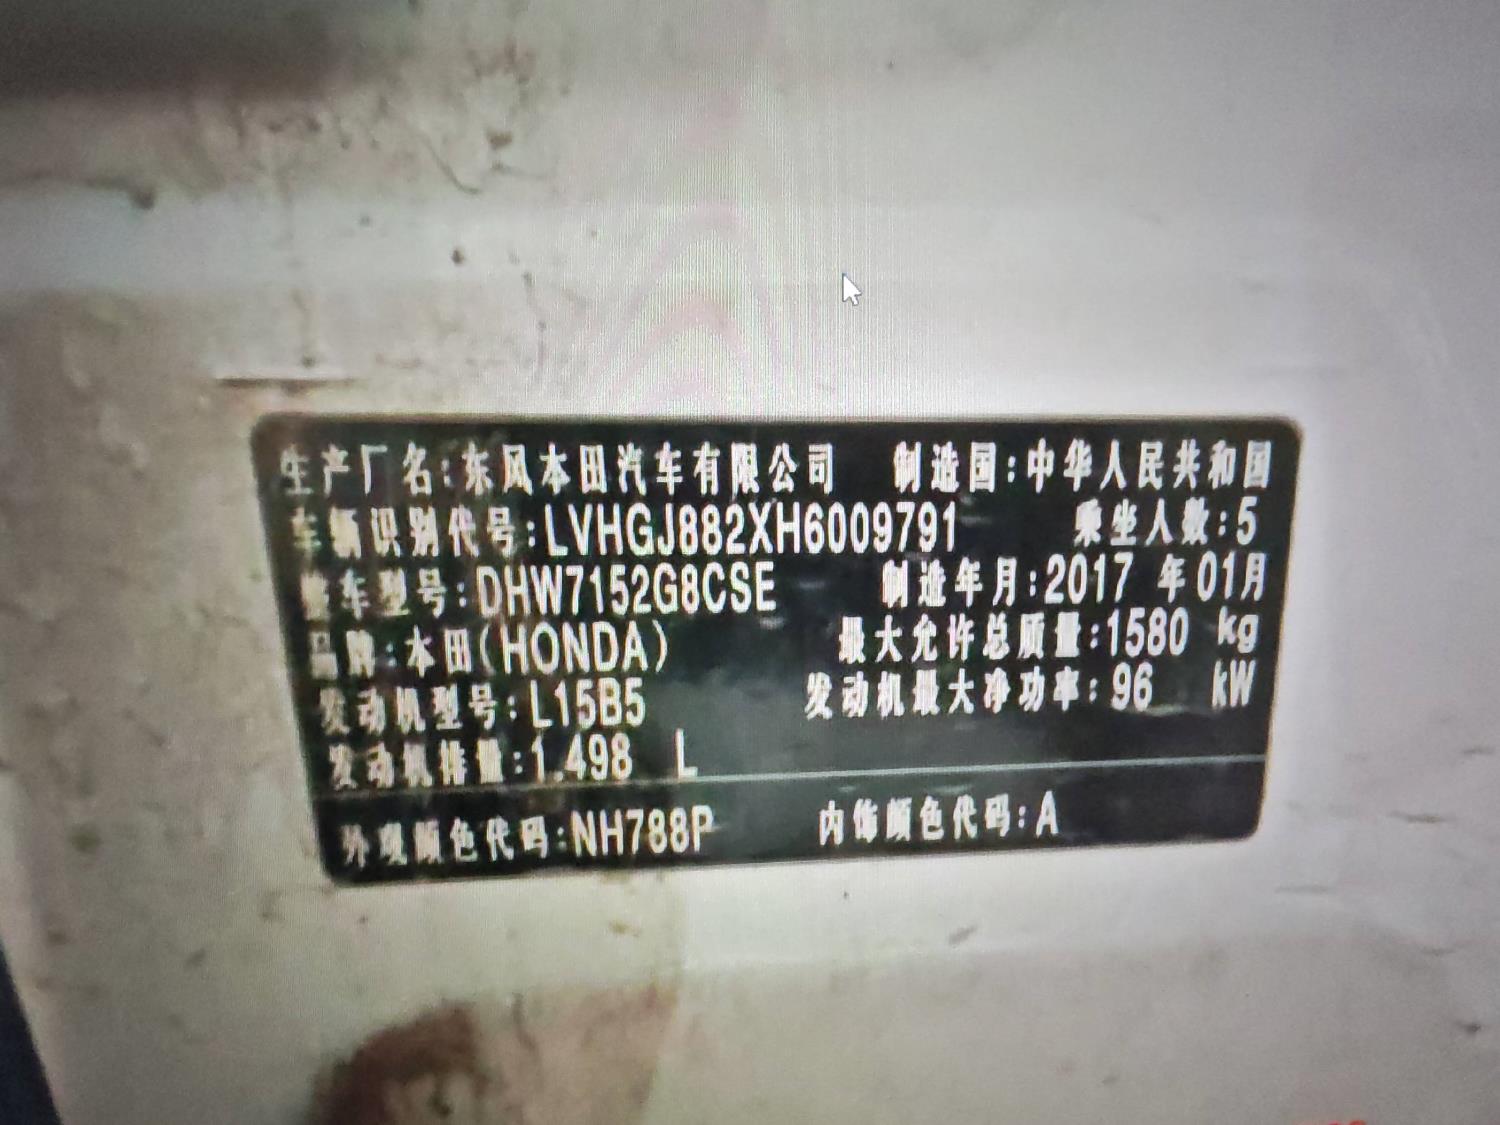 生产厂名:东风本田汽车有限公司 制造国:中华人民共和国
车辆识别代号:LVHGJ882XH6009791 乘坐人数:5
整车型号:DHW7152G8CSE 制造年月:2017 年01月
品牌:本田(HONDA) 最大允许总质量:1580 kg
发动机型号:L15B5 发动机最大净功率:96 kW
发动机排量:1.498 L
外观颜色代码:NH788P 内饰颜色代码:A